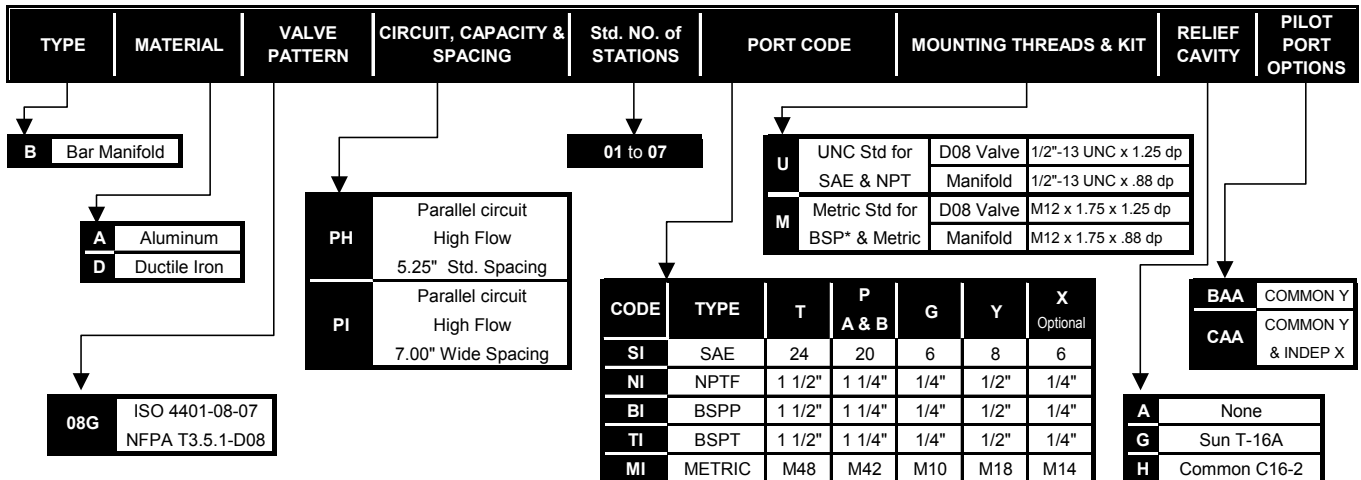 TYPE MATERIAL VALVE PATTERN CIRCUIT, CAPACITY & SPACING Std. NO. of STATIONS PORT CODE MOUNTING THREADS & KIT RELIEF CAVITY PILOT PORT OPTIONS
B Bar Manifold
A Aluminum
D Ductile Iron
08G ISO 4401-08-07
NFPA T3.5.1-D08
PH Parallel circuit
High Flow
5.25" Std. Spacing
PI Parallel circuit
High Flow
7.00" Wide Spacing
01 to 07
U UNC Std for D08 Valve 1/2"-13 UNC x 1.25 dp
SAE & NPT Manifold 1/2"-13 UNC x .88 dp
M Metric Std for D08 Valve M12 x 1.75 x 1.25 dp
BSP* & Metric Manifold M12 x 1.75 x .88 dp
CODE TYPE T P A & B G Y X Optional
SI SAE 24 20 6 8 6
NI NPTF 1 1/2" 1 1/4" 1/4" 1/2" 1/4"
BI BSPP 1 1/2" 1 1/4" 1/4" 1/2" 1/4"
TI BSPT 1 1/2" 1 1/4" 1/4" 1/2" 1/4"
MI METRIC M48 M42 M10 M18 M14
A None
G Sun T-16A
H Common C16-2
BAA COMMON Y
CAA COMMON Y
& INDEP X